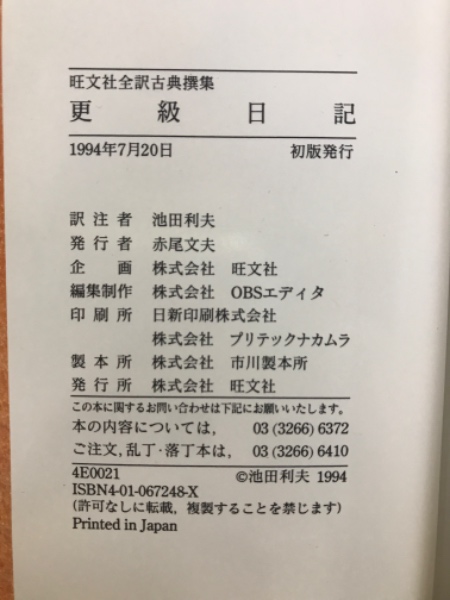 旺文社全訳古典撰集
更級日記
1994年7月20日 初版発行
訳注者 池田利夫
発行者 赤尾文夫
企画 株式会社 旺文社
編集制作 株式会社 OBSエディタ
印刷所 日新印刷株式会社
株式会社 プリテックナカムラ
製本所 株式会社 市川製本所
発行所 株式会社 旺文社
この本に関するお問い合わせは下記にお願いいたします。
本の内容については, 03 (3266) 6372
ご注文,乱丁・落丁本は, 03 (3266) 6410
4E0021 ©池田利夫 1994
ISBN4-01-067248-X
(許可なしに転載,複製することを禁じます)
Printed in Japan